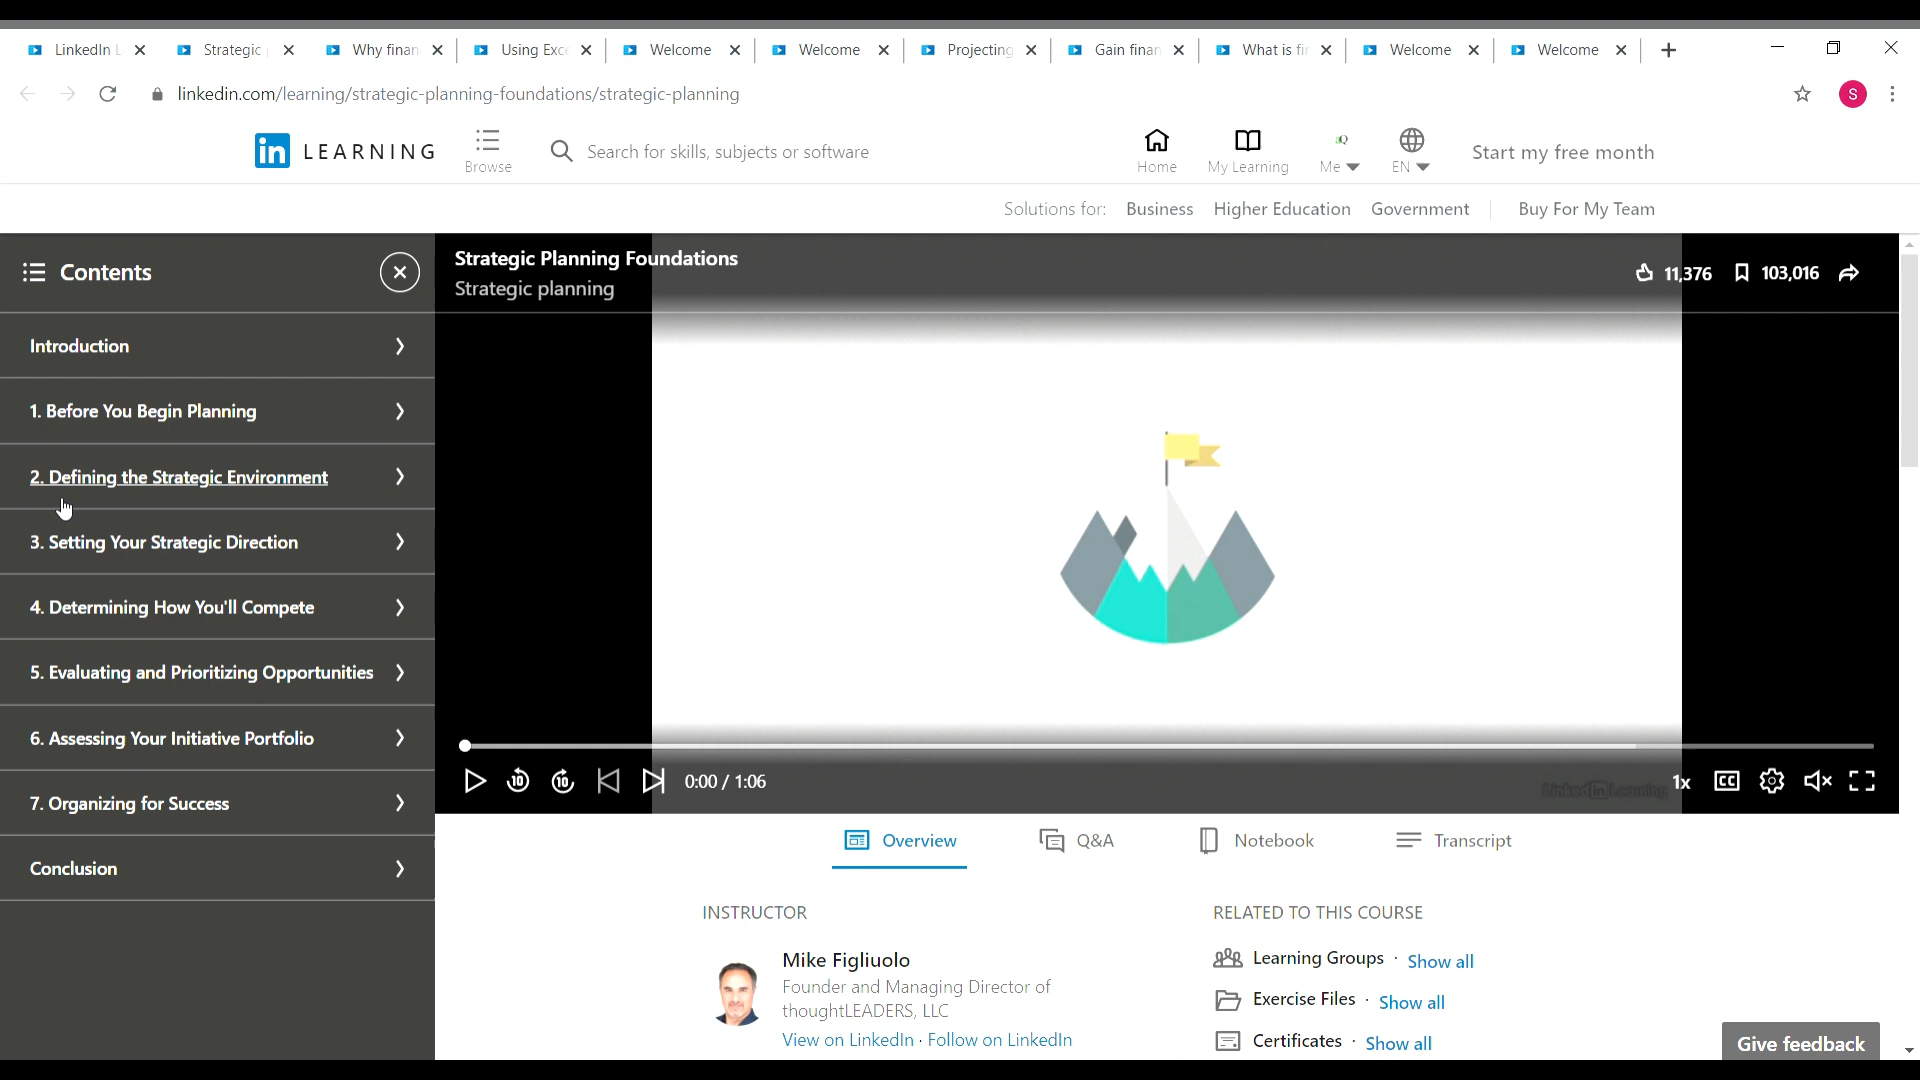 LinkedIn L
Strategic
Why finan
Using Exc
Welcome
Welcome
Projecting
Gain finan
What is fi
Welcome
Welcome
linkedin.com/learning/strategic-planning-foundations/strategic-planning
S
in LEARNING
Browse
Search for skills, subjects or software
Home
My Learning
Me
EN
Start my free month
Solutions for: Business Higher Education Government Buy For My Team
Contents
Introduction
1. Before You Begin Planning
2. Defining the Strategic Environment
3. Setting Your Strategic Direction
4. Determining How You'll Compete
5. Evaluating and Prioritizing Opportunities
6. Assessing Your Initiative Portfolio
7. Organizing for Success
Conclusion
Strategic Planning Foundations
Strategic planning
11,376 103,016
10 10 0:00 / 1:06
Linked in Learning
1x CC
Overview Q&A Notebook Transcript
INSTRUCTOR
Mike Figliuolo
Founder and Managing Director of
thoughtLEADERS, LLC
View on LinkedIn · Follow on LinkedIn
RELATED TO THIS COURSE
Learning Groups · Show all
Exercise Files · Show all
Certificates · Show all
Give feedback